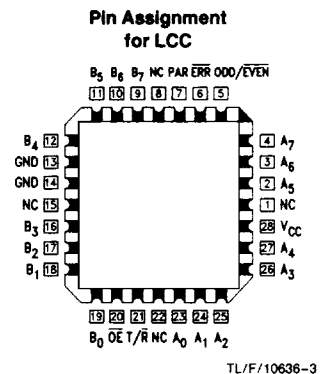 Pin Assignment
for LCC
B5 B6 B7 NC PAR E̅R̅R̅ ODD/E̅V̅E̅N̅
11 10 9 8 7 6 5
B4 12
GND 13
GND 14
NC 15
B3 16
B2 17
B1 18
4 A7
3 A6
2 A5
1 NC
28 VCC
27 A4
26 A3
19 20 21 22 23 24 25
B0 O̅E̅ T/R̅ NC A0 A1 A2
TL/F/10636-3